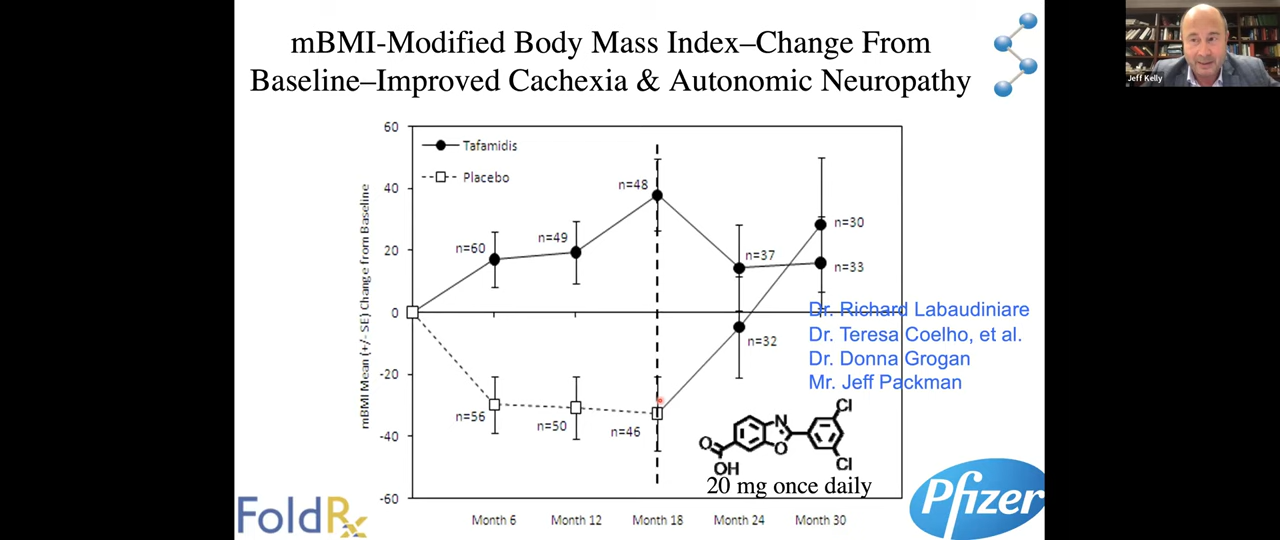 mBMI-Modified Body Mass Index–Change From
Baseline–Improved Cachexia & Autonomic Neuropathy
Jeff Kelly
60
40
20
0
-20
-40
-60
mBMI Mean (+/- SE) Change from Baseline
Tafamidis
Placebo
n=60
n=49
n=48
n=37
n=30
n=33
n=32
n=56
n=50
n=46
Dr. Richard Labaudiniare
Dr. Teresa Coelho, et al.
Dr. Donna Grogan
Mr. Jeff Packman
Cl
N
O
O
OH
Cl
20 mg once daily
Month 6 Month 12 Month 18 Month 24 Month 30
FoldRx
Pfizer